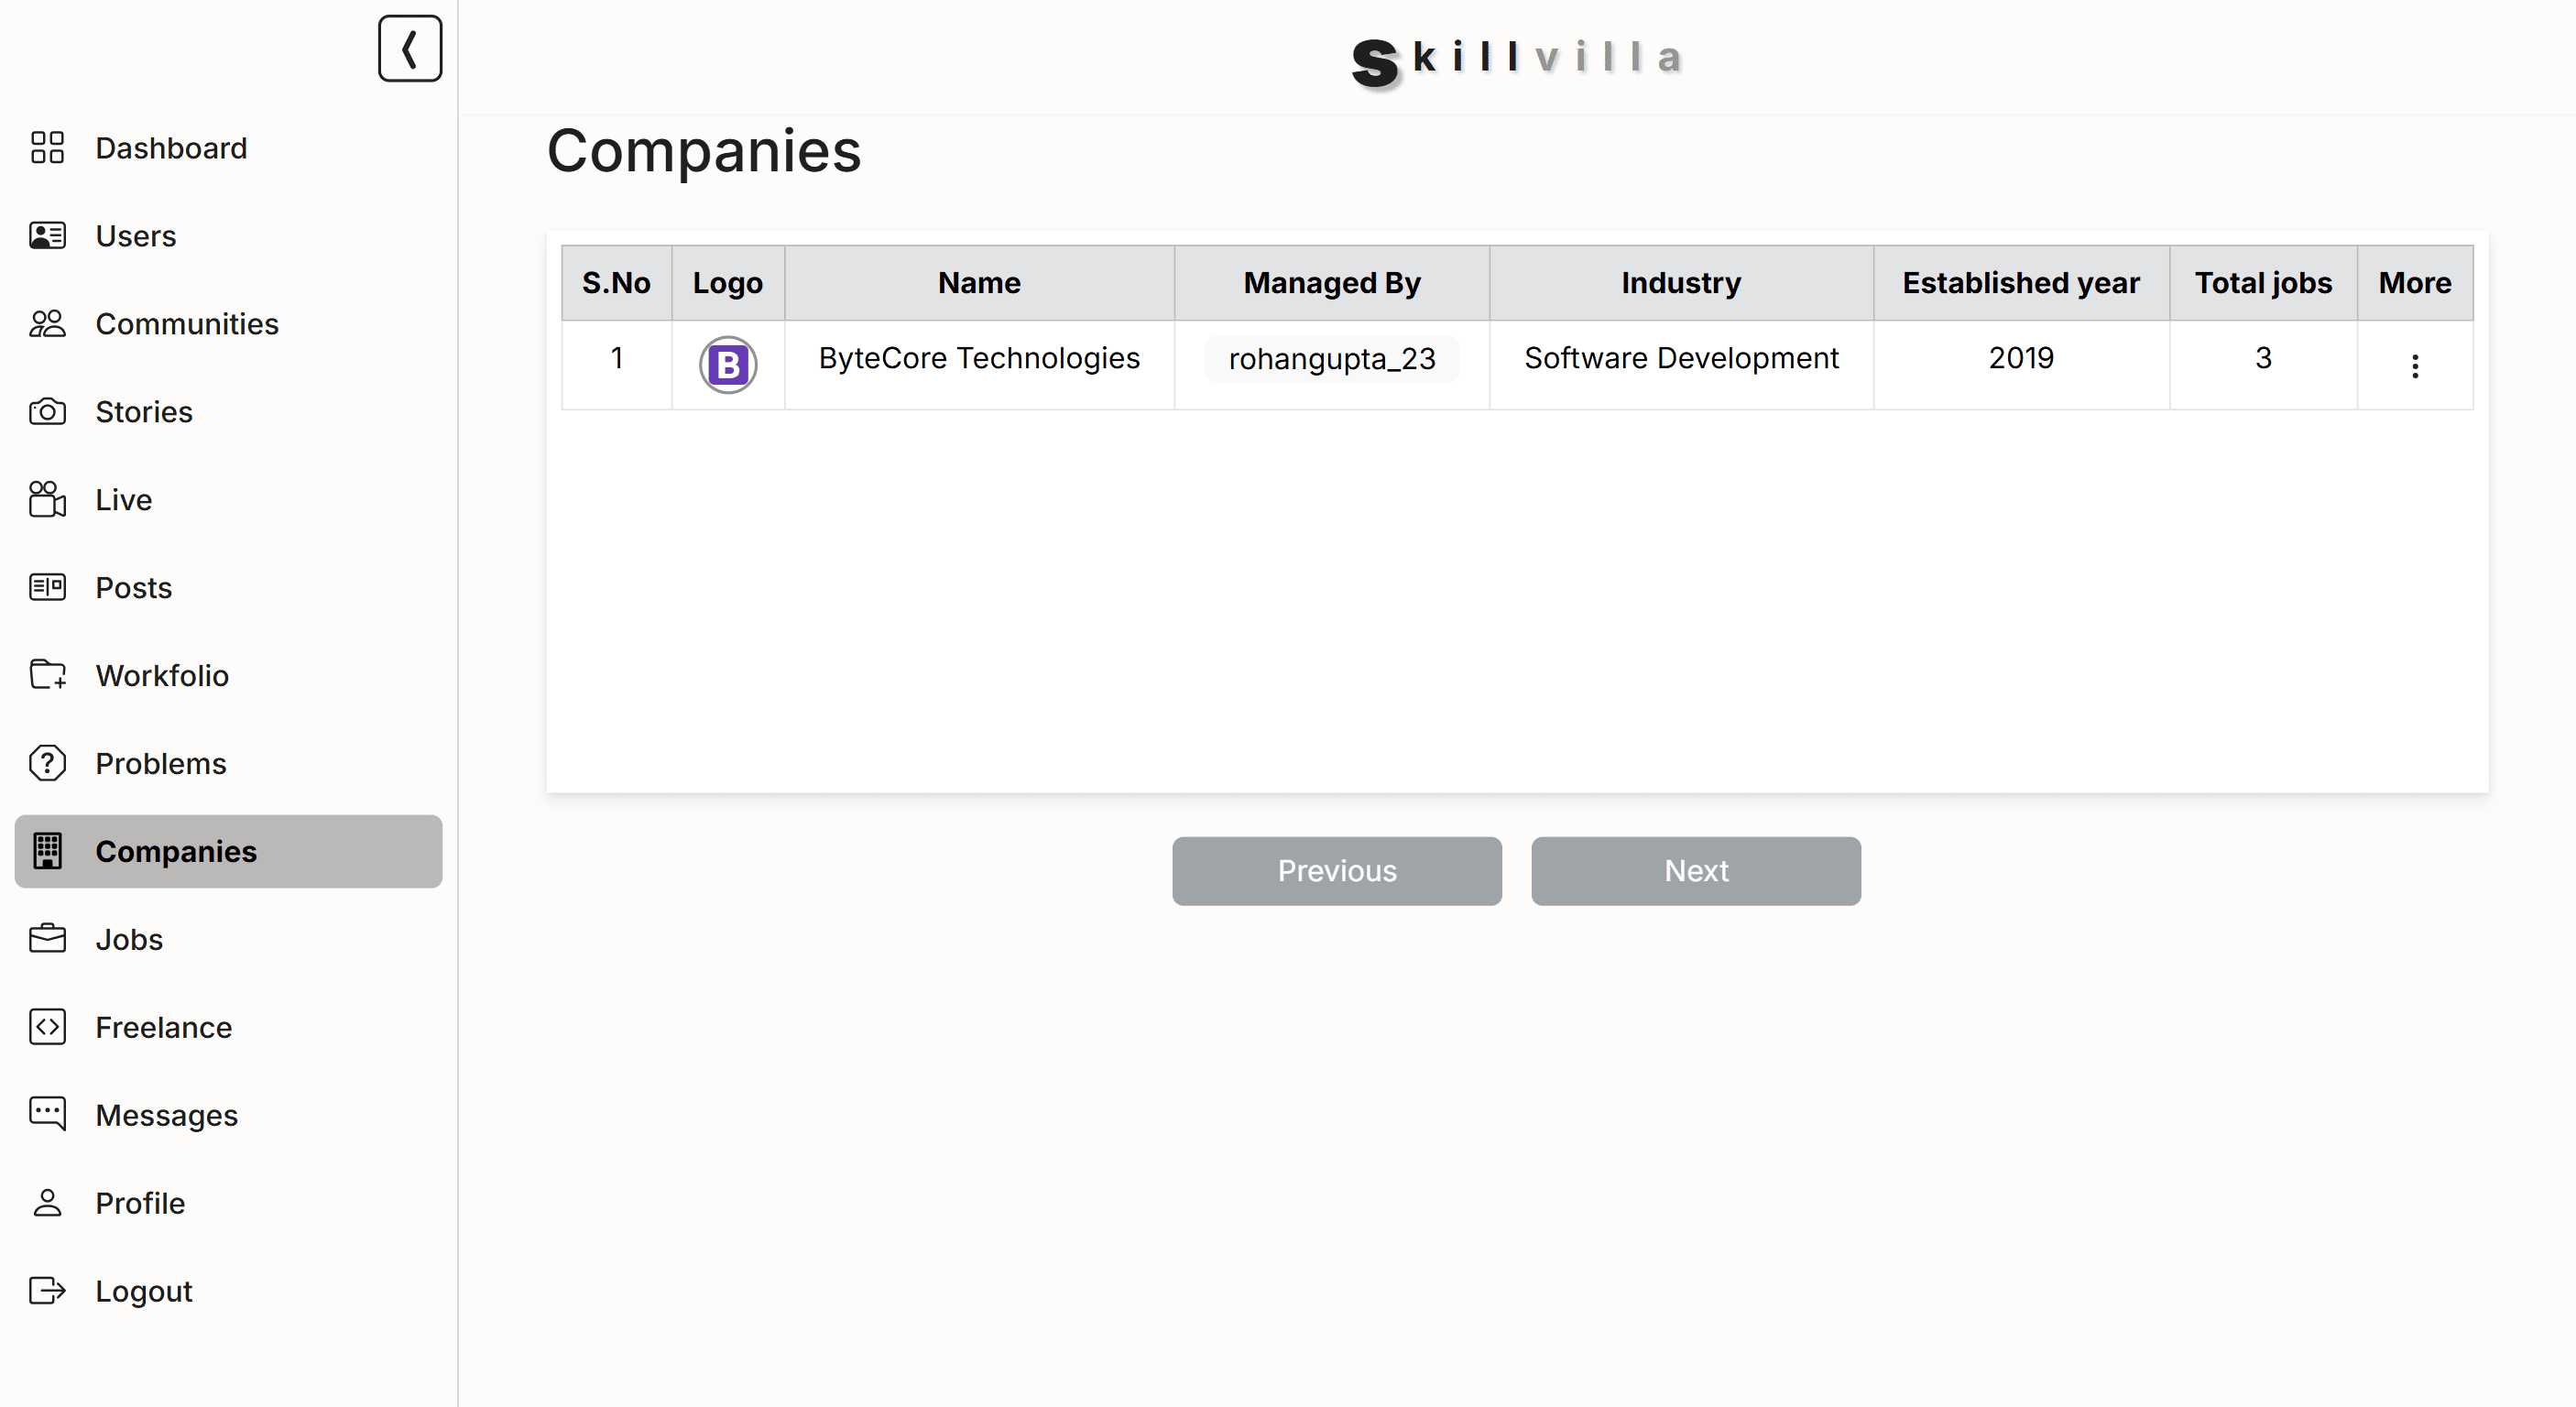 Skillvilla
Dashboard
Users
Communities
Stories
Live
Posts
Workfolio
Problems
Companies
Jobs
Freelance
Messages
Profile
Logout
Companies
S.No Logo Name Managed By Industry Established year Total jobs More
1 B ByteCore Technologies rohangupta_23 Software Development 2019 3
Previous Next